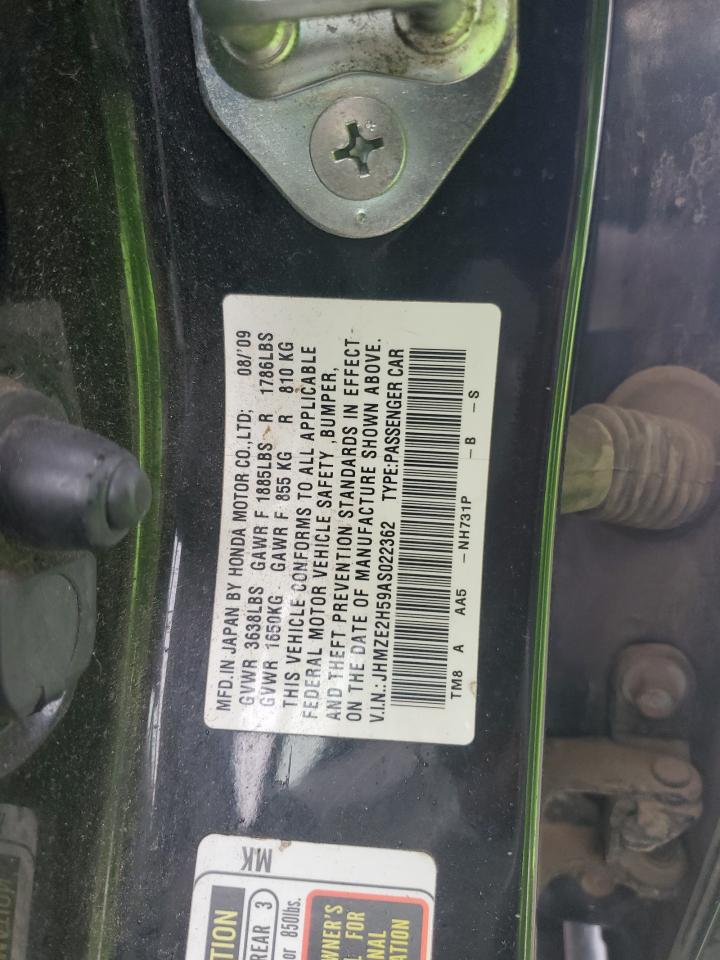 MFD.IN JAPAN BY HONDA MOTOR CO.,LTD; 08/'09
GVWR 3638LBS GAWR F 1885LBS R 1786LBS
GVWR 1650KG GAWR F 855 KG R 810 KG
THIS VEHICLE CONFORMS TO ALL APPLICABLE
FEDERAL MOTOR VEHICLE SAFETY ,BUMPER,
AND THEFT PREVENTION STANDARDS IN EFFECT
ON THE DATE OF MANUFACTURE SHOWN ABOVE.
V.I.N.:JHMZE2H59AS022362 TYPE:PASSENGER CAR
TM8 A AA5 -NH731P -B -S
MK
TION
REAR 3
or 850lbs.
WNER'S
FOR
NAL
ATION